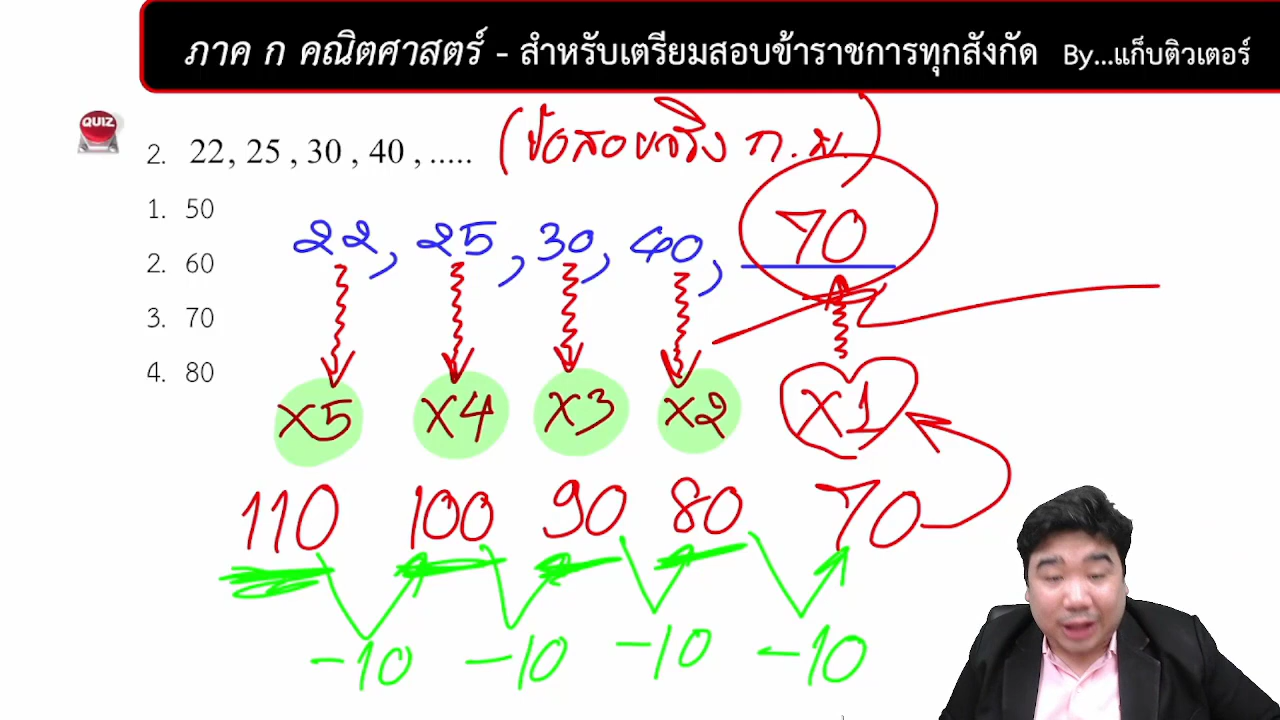 ภาค ก คณิตศาสตร์ - สำหรับเตรียมสอบข้าราชการทุกสังกัด By...แก็บติวเตอร์
QUIZ
2. 22, 25 , 30 , 40 , ..... (ข้อสอบจริง ก.พ.)
1. 50
22, 25, 30, 40, 70
2. 60
3. 70
4. 80
x5 x4 x3 x2 x1
110 100 90 80 70
-10 -10 -10 -10